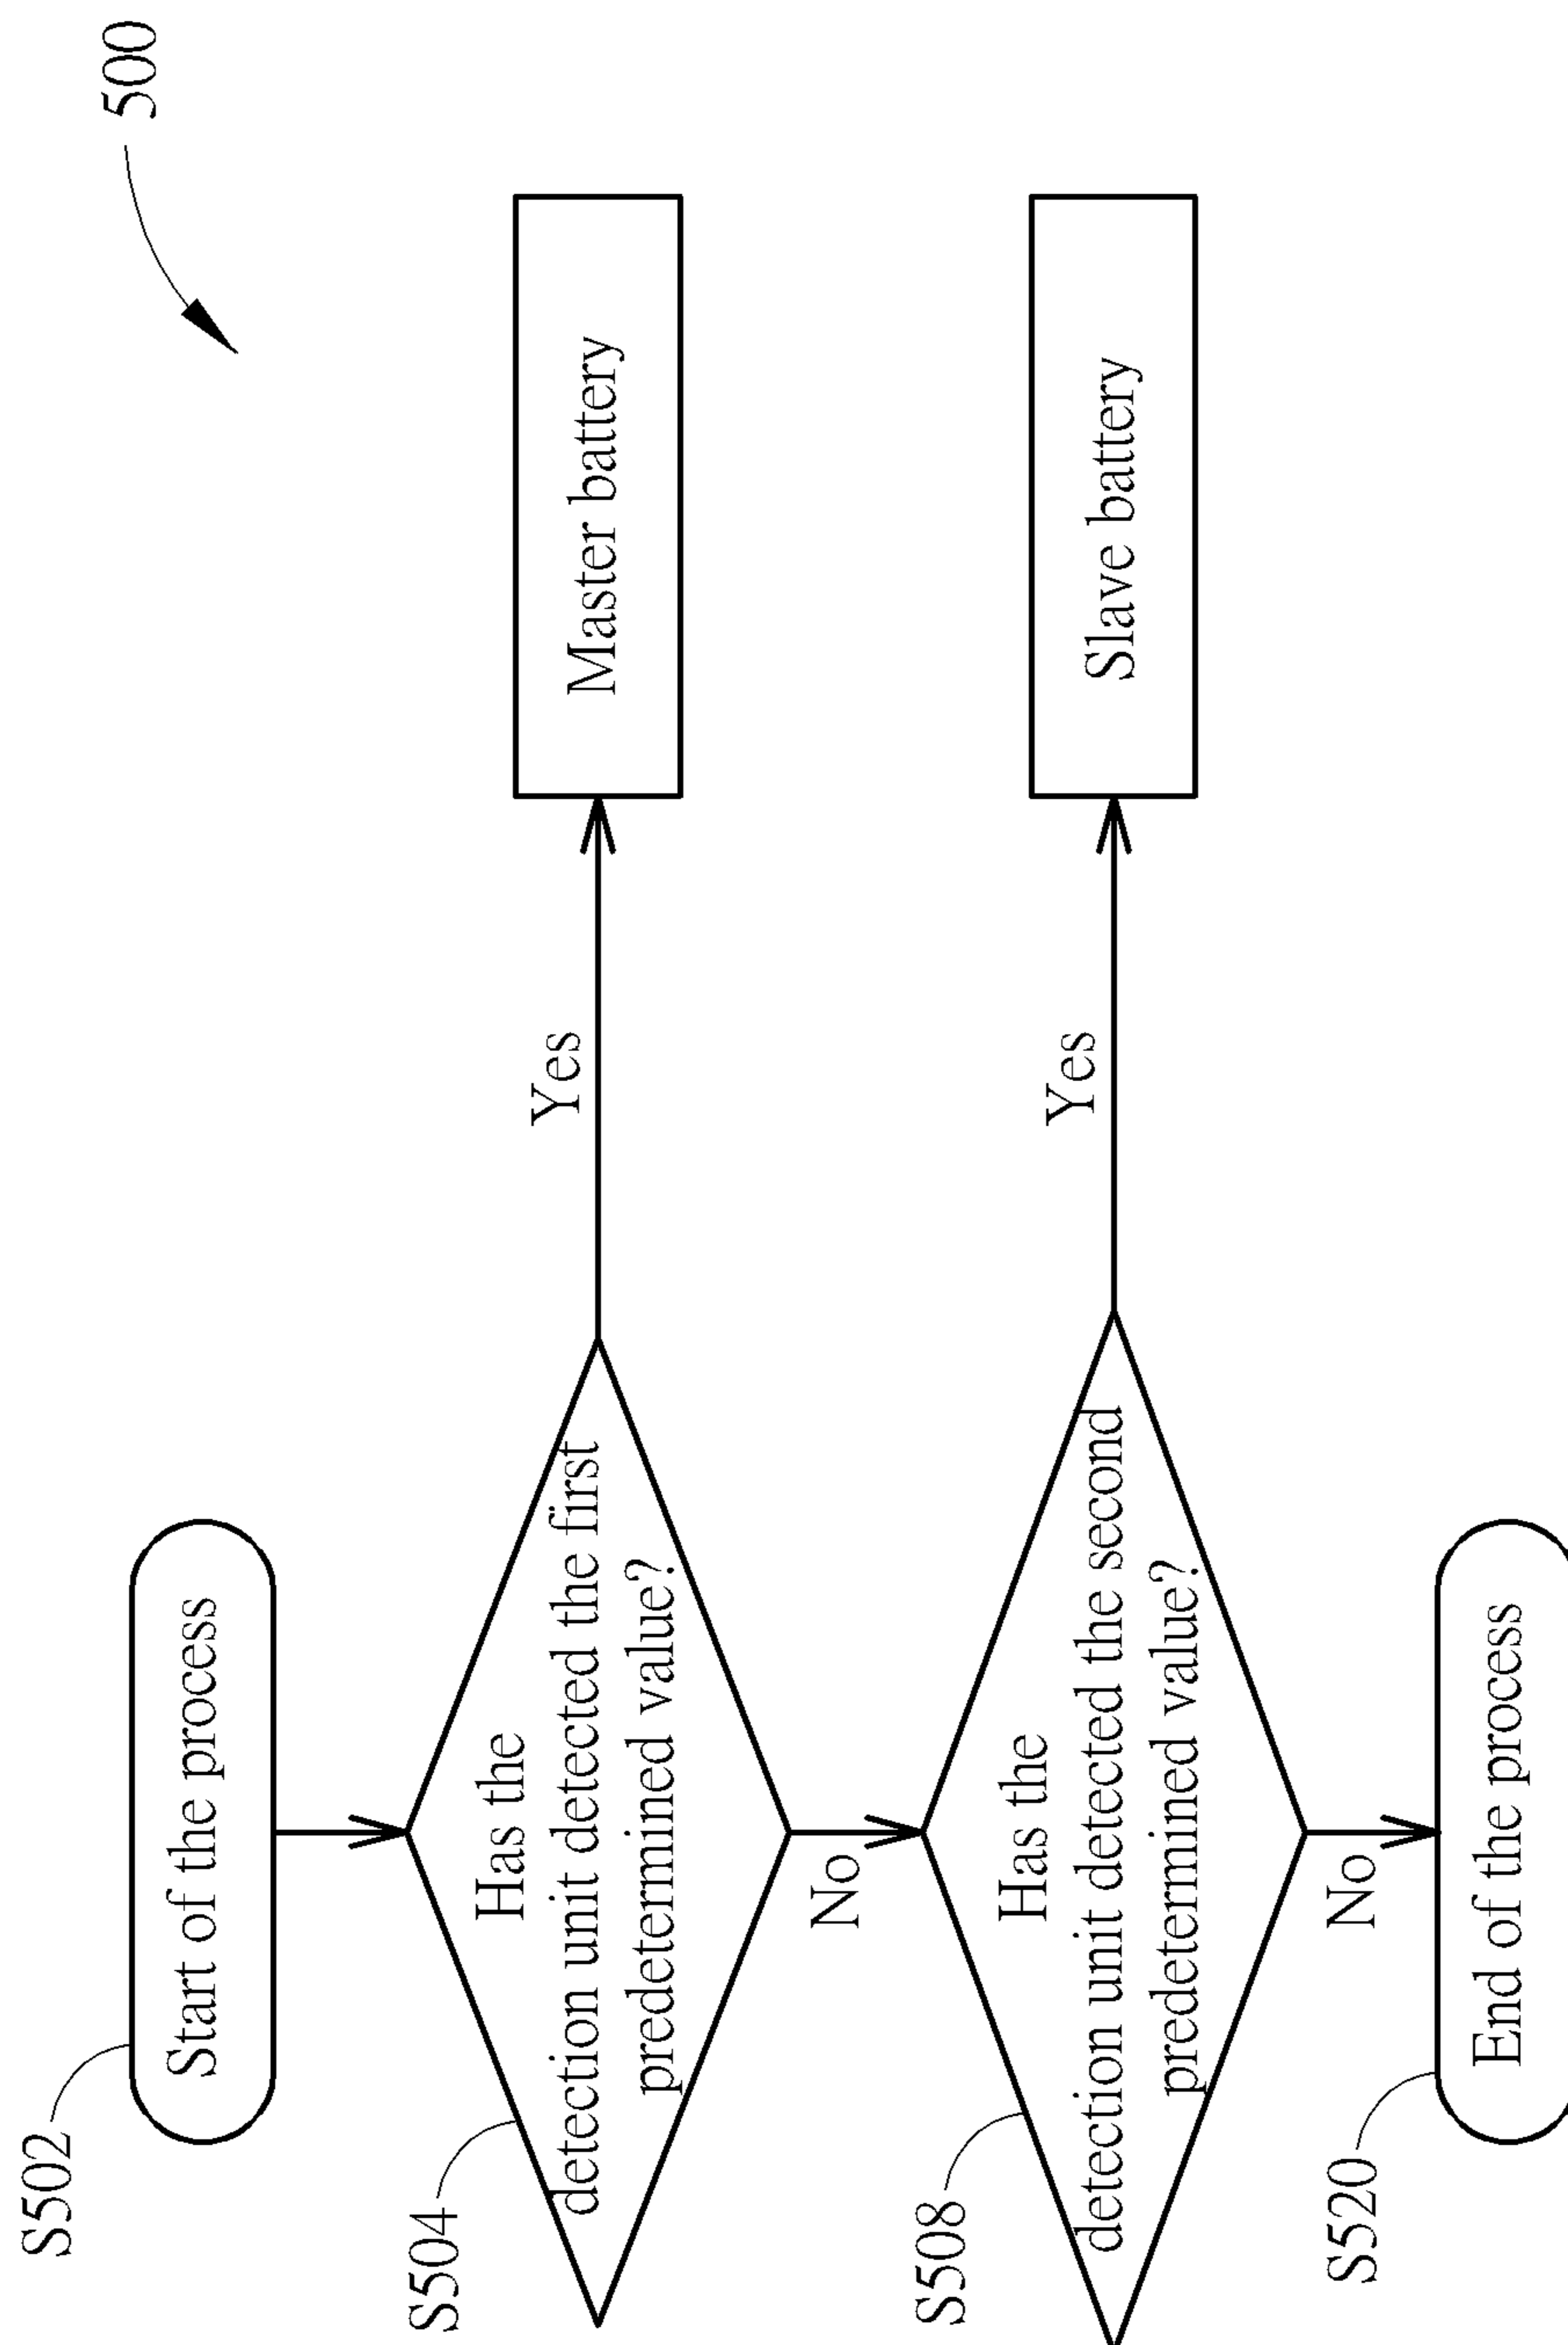 500
S502
Start of the process
S504
Has the
detection unit detected the first
predetermined value?
Yes
Master battery
No
S508
Has the
detection unit detected the second
predetermined value?
Yes
Slave battery
No
S520
End of the process